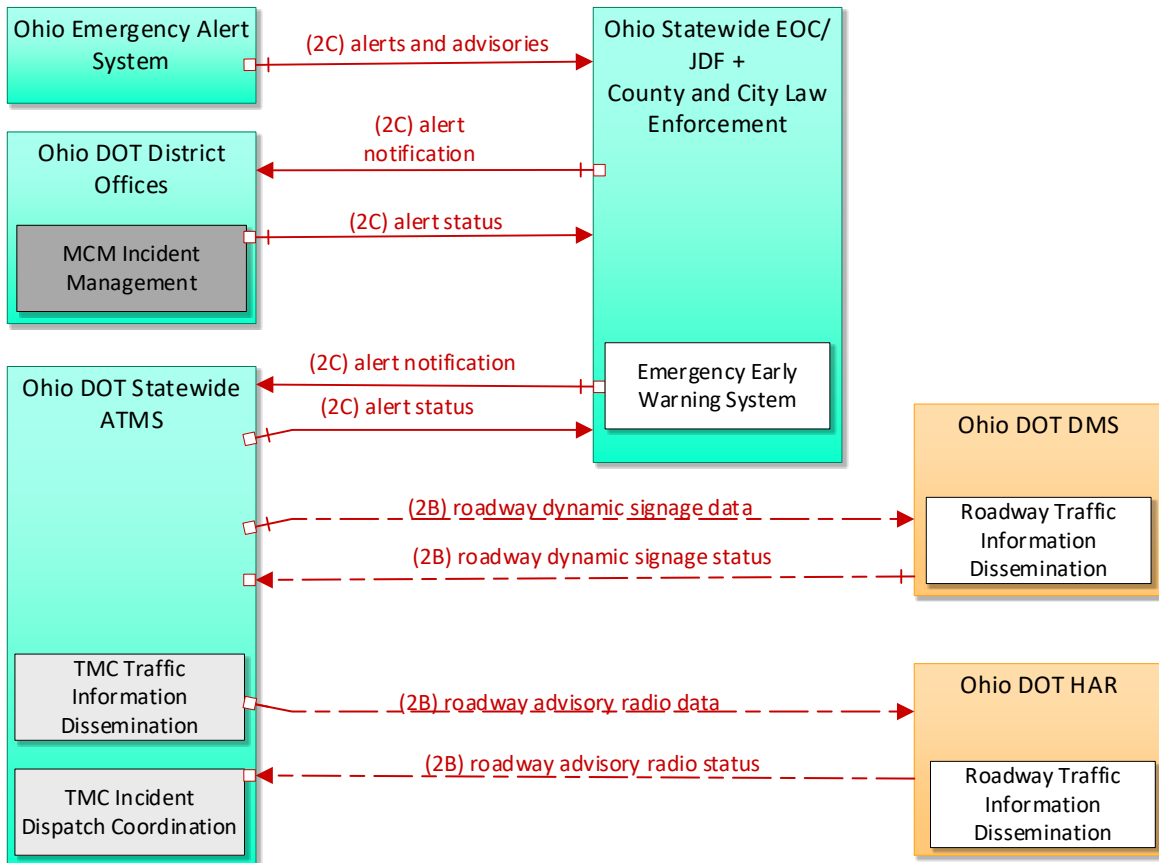 Ohio Emergency Alert
System
(2C) alerts and advisories
Ohio Statewide EOC/
JDF +
County and City Law
Enforcement
(2C) alert
notification
Ohio DOT District
Offices
(2C) alert status
MCM Incident
Management
(2C) alert notification
Emergency Early
Warning System
Ohio DOT Statewide
ATMS
(2C) alert status
Ohio DOT DMS
(2B) roadway dynamic signage data
Roadway Traffic
Information
Dissemination
(2B) roadway dynamic signage status
TMC Traffic
Information
Dissemination
Ohio DOT HAR
(2B) roadway advisory radio data
(2B) roadway advisory radio status
Roadway Traffic
Information
Dissemination
TMC Incident
Dispatch Coordination